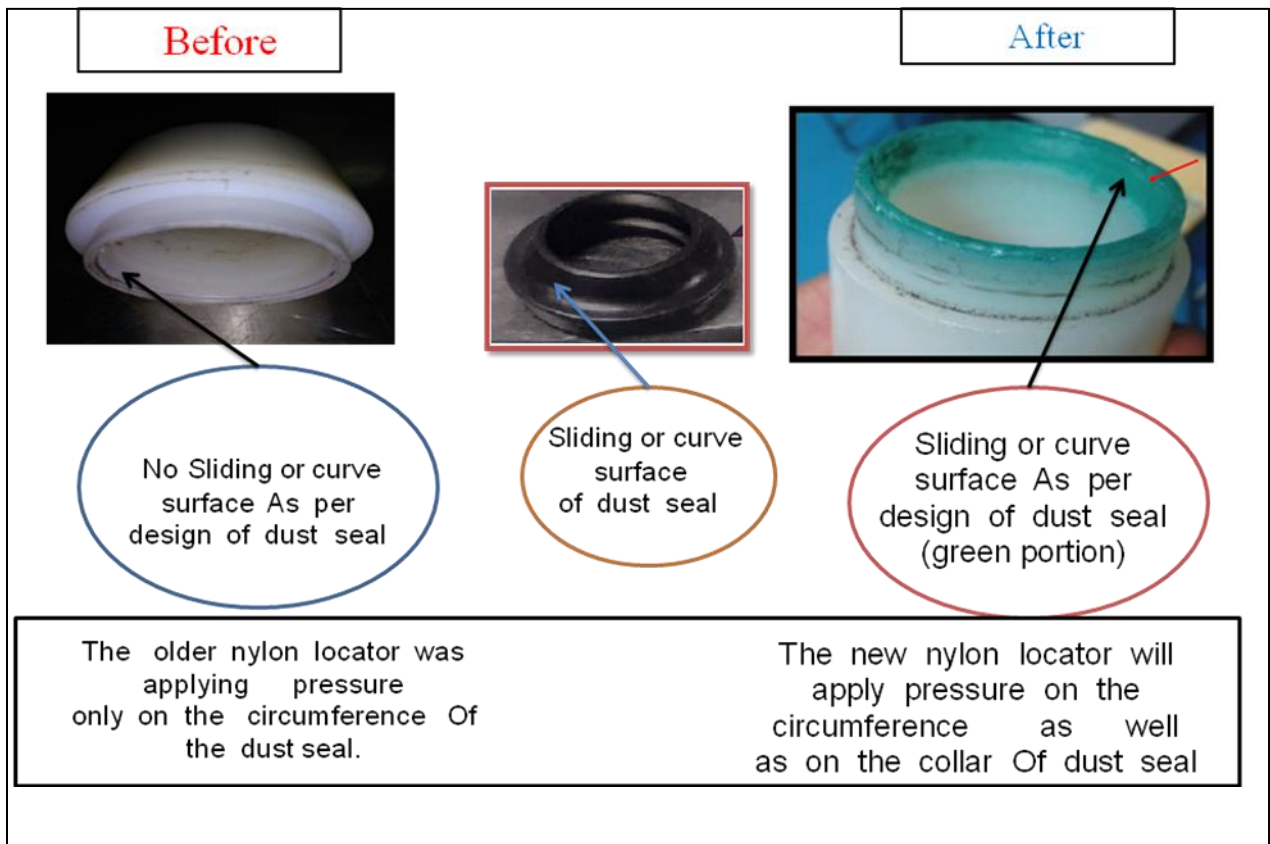 Before
After
No Sliding or curve
surface As per
design of dust seal
Sliding or curve
surface
of dust seal
Sliding or curve
surface As per
design of dust seal
(green portion)
The older nylon locator was
applying pressure
only on the circumference Of
the dust seal.
The new nylon locator will
apply pressure on the
circumference as well
as on the collar Of dust seal